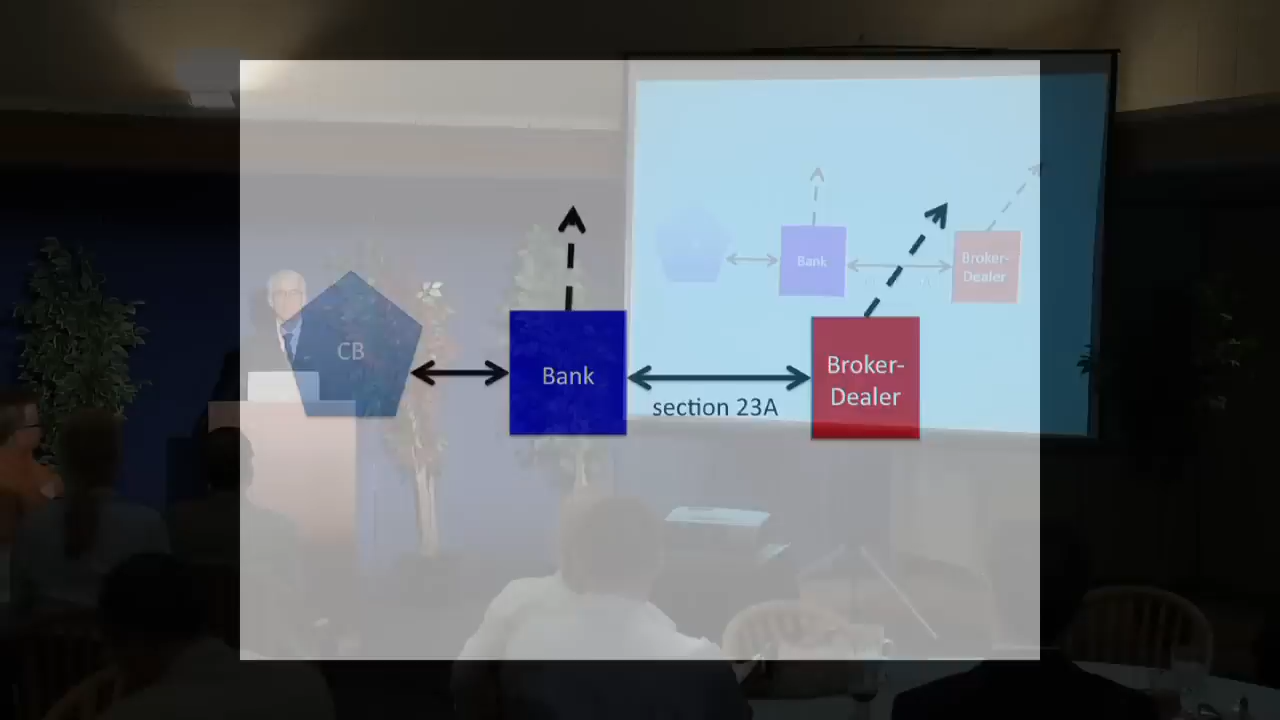 CB
Bank
section 23A
Broker-
Dealer
Bank
Broker-
Dealer